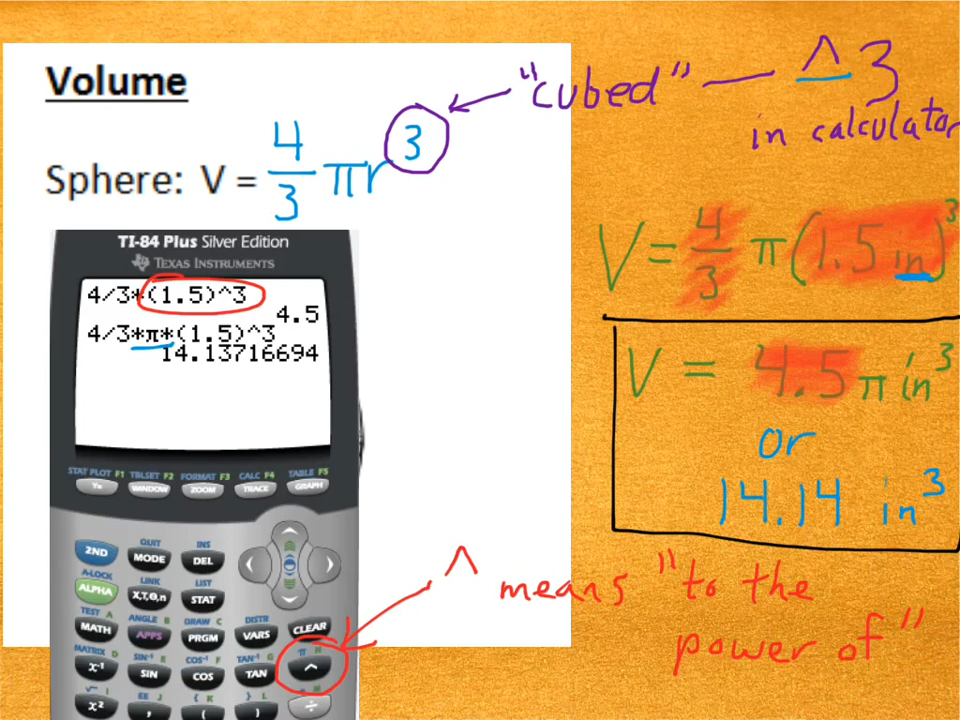 Volume
"cubed" — ^3
in calculator
Sphere: V = 4/3 πr³
V = 4/3 π(1.5 in)³
V = 4.5 π in³
or
14.14 in³
TI-84 Plus Silver Edition
TEXAS INSTRUMENTS
4/3*(1.5)^3
4.5
4/3*π*(1.5)^3
14.13716694
STAT PLOT F1 TBLSET F2 FORMAT F3 CALC F4 TABLE F5
Y= WINDOW ZOOM TRACE GRAPH
QUIT INS
2ND MODE DEL
A-LOCK LINK LIST
ALPHA X,T,θ,n STAT
TEST A ANGLE B DRAW C DISTR
MATH APPS PRGM VARS CLEAR
MATRIX D SIN⁻¹ E COS⁻¹ F TAN⁻¹ G π H
x⁻¹ SIN COS TAN ^
√ I EE J { K } L
x² , ( ) ÷
^ means "to the
power of"